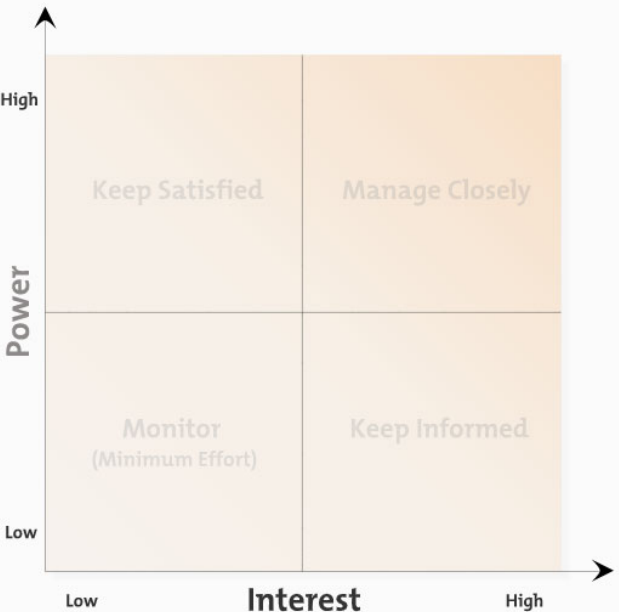 High
Keep Satisfied
Manage Closely
Power
Monitor
(Minimum Effort)
Keep Informed
Low
Low
Interest
High